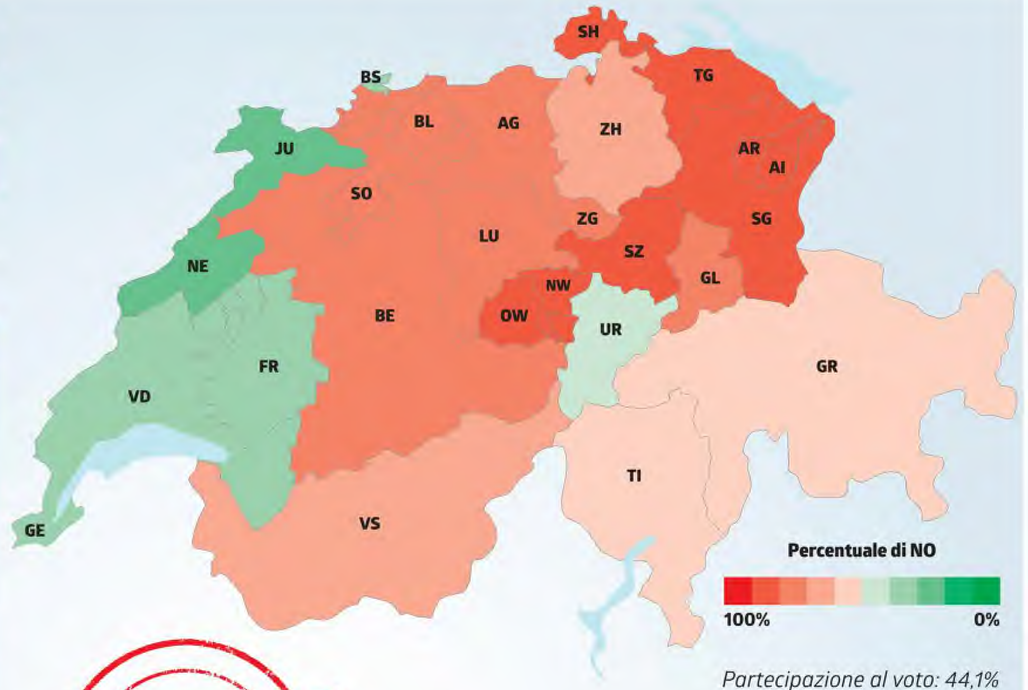 SH
BS
TG
BL
AG
ZH
JU
AR
AI
SO
ZG
SG
LU
SZ
NE
NW
GL
BE
OW
UR
FR
GR
VD
TI
VS
GE
Percentuale di NO
100%
0%
Partecipazione al voto: 44,1%